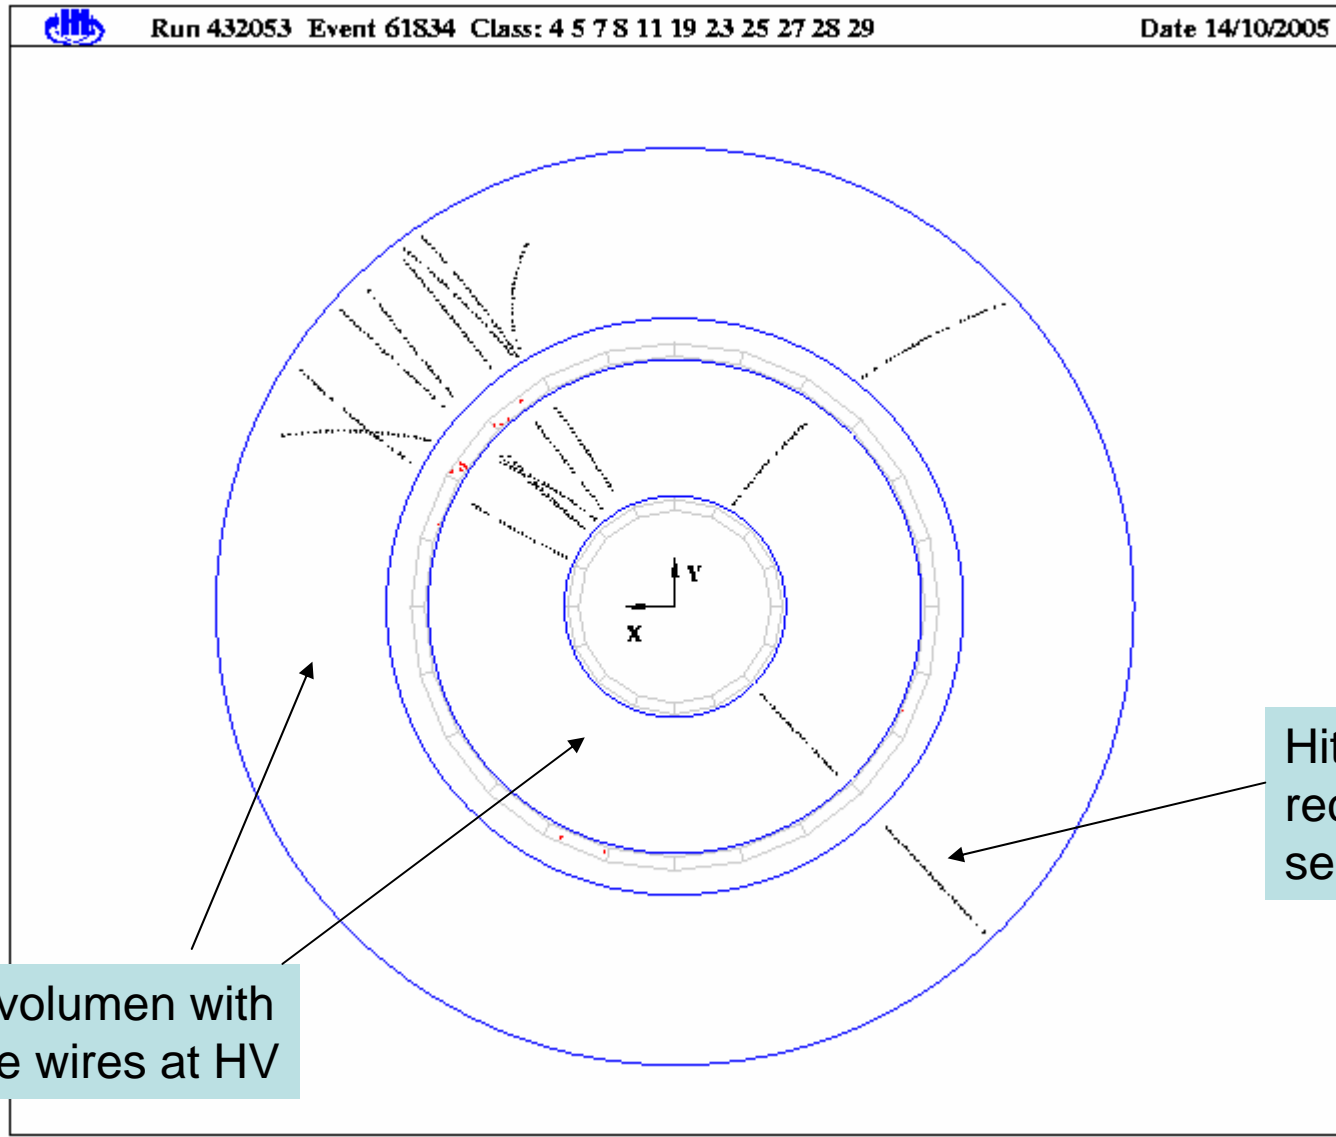 Run 432053 Event 61834 Class: 4 5 7 8 11 19 23 25 27 28 29 Date 14/10/2005
Y
X
Hit
rec
se
volumen with
e wires at HV